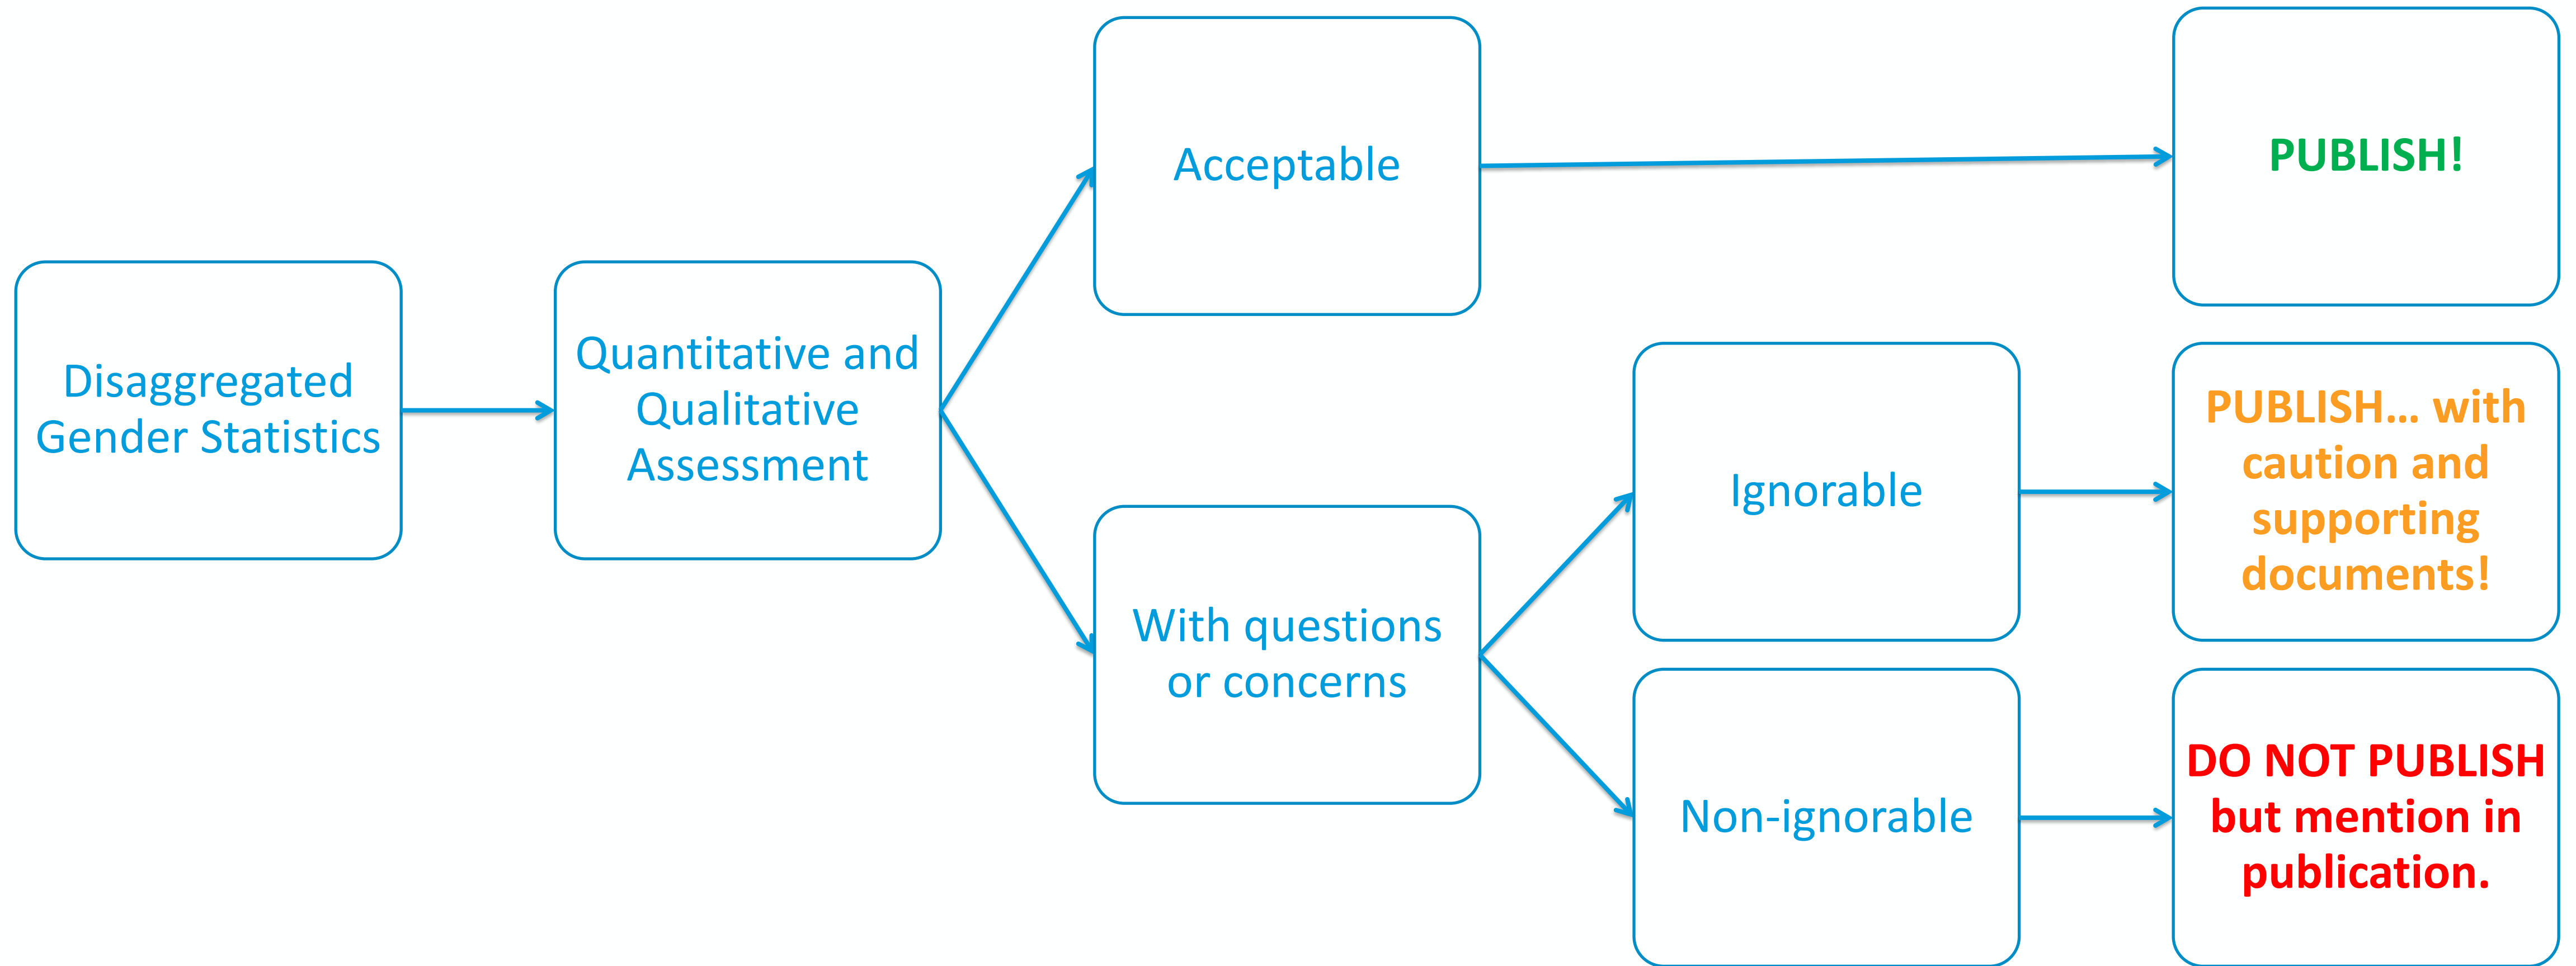 Disaggregated
Gender Statistics
Quantitative and
Qualitative
Assessment
Acceptable
PUBLISH!
With questions
or concerns
Ignorable
PUBLISH... with
caution and
supporting
documents!
Non-ignorable
DO NOT PUBLISH
but mention in
publication.